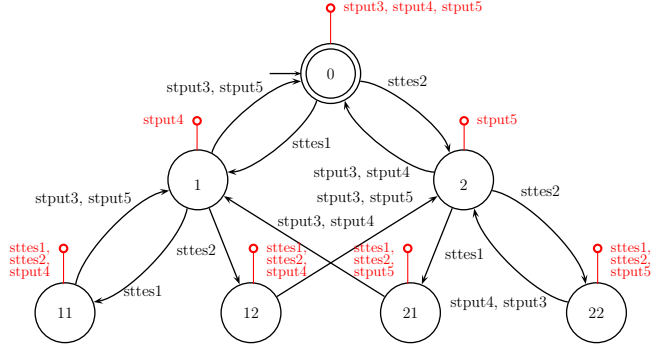 stput3, stput4, stput5
0
sttes2
stput3, stput5
stput4
stput5
sttes1
stput3, stput4
1
2
stput3, stput5
stput3, stput5
sttes2
stput3, stput4
sttes1,
sttes2,
stput4
sttes2
sttes1,
sttes2,
stput4
sttes1,
sttes2,
stput5
sttes1
sttes1,
sttes2,
stput5
sttes1
stput4, stput3
11
12
21
22